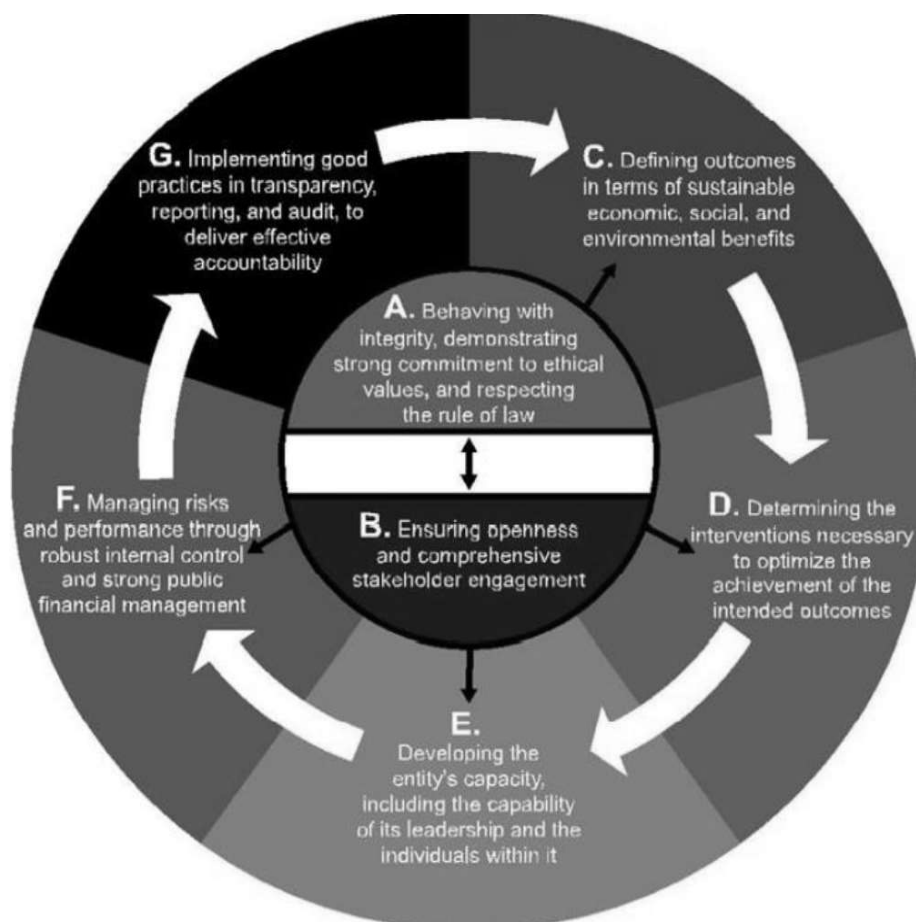 A. Behaving with
integrity, demonstrating
strong commitment to ethical
values, and respecting
the rule of law
B. Ensuring openness
and comprehensive
stakeholder engagement
C. Defining outcomes
in terms of sustainable
economic, social, and
environmental benefits
D. Determining the
interventions necessary
to optimize the
achievement of the
intended outcomes
E.
Developing the
entity's capacity,
including the capability
of its leadership and the
individuals within it
F. Managing risks
and performance through
robust internal control
and strong public
financial management
G. Implementing good
practices in transparency,
reporting, and audit, to
deliver effective
accountability